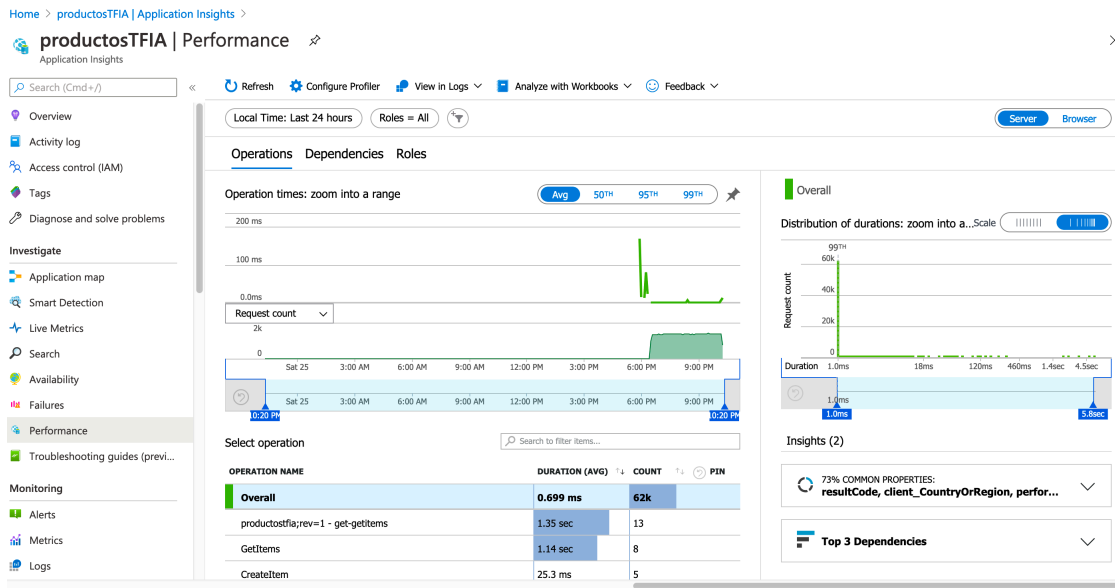 Home > productosTFIA | Application Insights >
productosTFIA | Performance
Application Insights
Search (Cmd+/)
«
Overview
Activity log
Access control (IAM)
Tags
Diagnose and solve problems
Investigate
Application map
Smart Detection
Live Metrics
Search
Availability
Failures
Performance
Troubleshooting guides (previ...
Monitoring
Alerts
Metrics
Logs
Refresh Configure Profiler View in Logs Analyze with Workbooks Feedback
Local Time: Last 24 hours Roles = All
Server Browser
Operations Dependencies Roles
Operation times: zoom into a range
Avg 50TH 95TH 99TH
200 ms
100 ms
0.0ms
Request count
2k
0
Sat 25 3:00 AM 6:00 AM 9:00 AM 12:00 PM 3:00 PM 6:00 PM 9:00 PM
Sat 25 3:00 AM 6:00 AM 9:00 AM 12:00 PM 3:00 PM 6:00 PM 9:00 PM
10:20 PM 10:20 PM
Select operation
Search to filter items...
OPERATION NAME DURATION (AVG) ↑↓ COUNT ↑↓ PIN
Overall 0.699 ms 62k
productostfia;rev=1 - get-getitems 1.35 sec 13
GetItems 1.14 sec 8
CreateItem 25.3 ms 5
Overall
Distribution of durations: zoom into a... Scale
99TH
Request count
60k
40k
20k
0
Duration 1.0ms 18ms 120ms 460ms 1.4sec 4.5sec
1.0ms
1.0ms 5.8sec
Insights (2)
73% COMMON PROPERTIES:
resultCode, client_CountryOrRegion, perfor...
Top 3 Dependencies